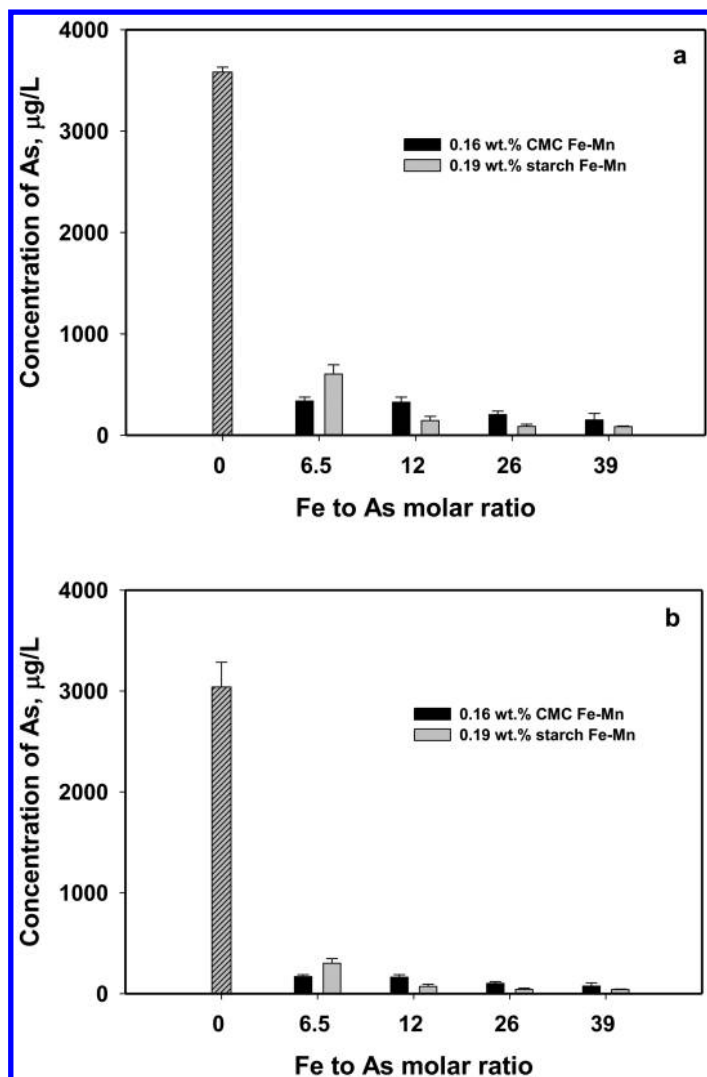 a
4000
3000
2000
1000
0
Concentration of As, µg/L
0.16 wt.% CMC Fe-Mn
0.19 wt.% starch Fe-Mn
0 6.5 12 26 39
Fe to As molar ratio
b
4000
3000
2000
1000
0
Concentration of As, µg/L
0.16 wt.% CMC Fe-Mn
0.19 wt.% starch Fe-Mn
0 6.5 12 26 39
Fe to As molar ratio